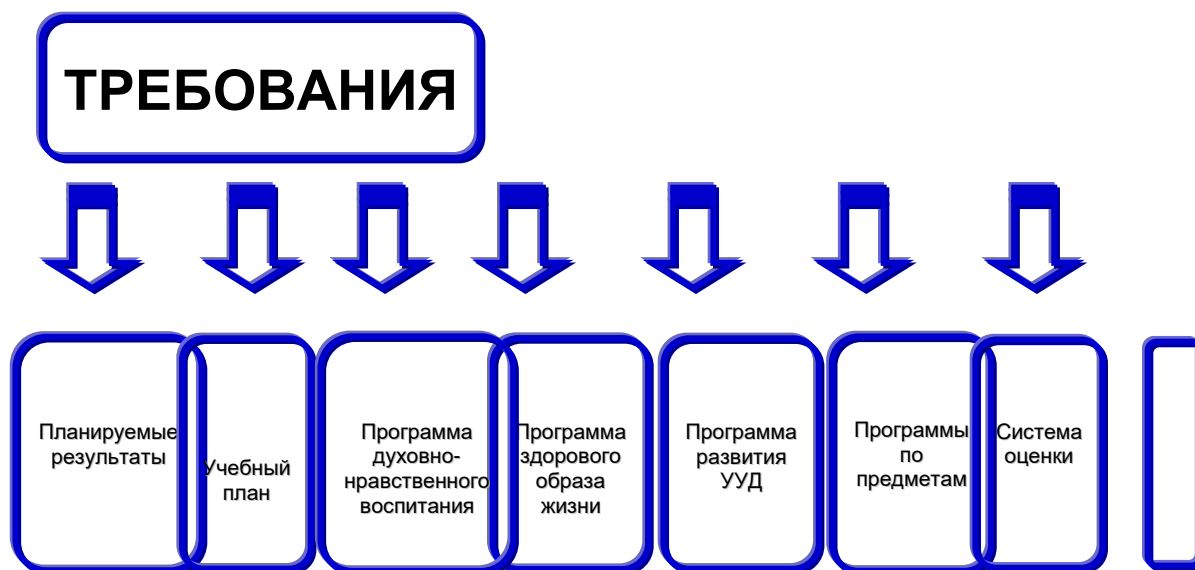 ТРЕБОВАНИЯ
Планируемые
результаты
Учебный
план
Программа
духовно-
нравственного
воспитания
Программа
здорового
образа
жизни
Программа
развития
УУД
Программы
по
предметам
Система
оценки